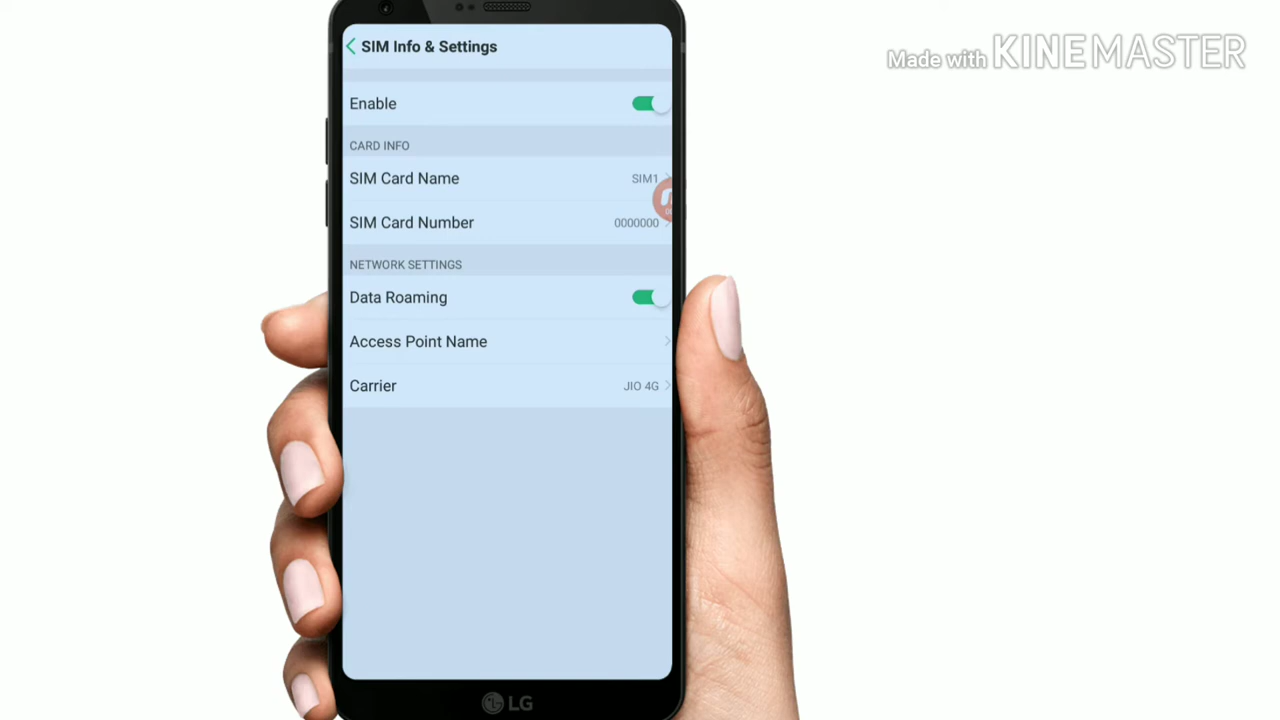 SIM Info & Settings
Made with KINEMASTER
Enable
CARD INFO
SIM Card Name SIM1
SIM Card Number 0000000
NETWORK SETTINGS
Data Roaming
Access Point Name
Carrier JIO 4G
LG